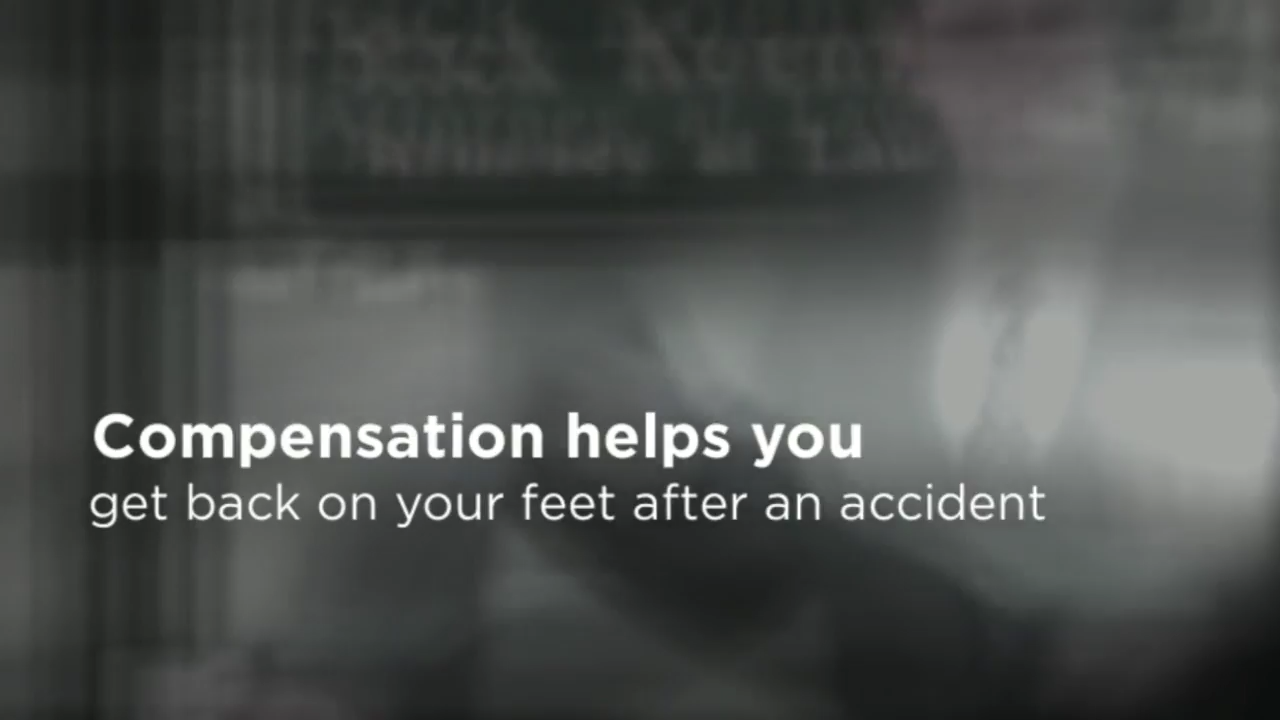 Compensation helps you
get back on your feet after an accident